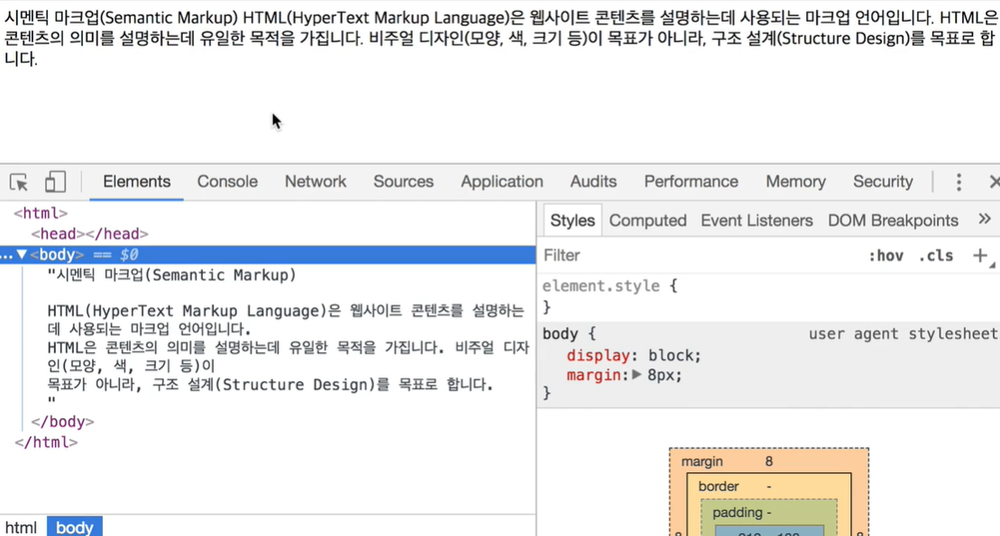 시멘틱 마크업(Semantic Markup) HTML(HyperText Markup Language)은 웹사이트 콘텐츠를 설명하는데 사용되는 마크업 언어입니다. HTML은
콘텐츠의 의미를 설명하는데 유일한 목적을 가집니다. 비주얼 디자인(모양, 색, 크기 등)이 목표가 아니라, 구조 설계(Structure Design)를 목표로 합
니다.
Elements Console Network Sources Application Audits Performance Memory Security
<html>
<head></head>
<body> == $0
"시멘틱 마크업(Semantic Markup)
HTML(HyperText Markup Language)은 웹사이트 콘텐츠를 설명하는
데 사용되는 마크업 언어입니다.
HTML은 콘텐츠의 의미를 설명하는데 유일한 목적을 가집니다. 비주얼 디자
인(모양, 색, 크기 등)이
목표가 아니라, 구조 설계(Structure Design)를 목표로 합니다.
"
</body>
</html>
html body
Styles Computed Event Listeners DOM Breakpoints »
Filter :hov .cls +
element.style {
}
body { user agent stylesheet
display: block;
margin: 8px;
}
margin 8
border -
padding -